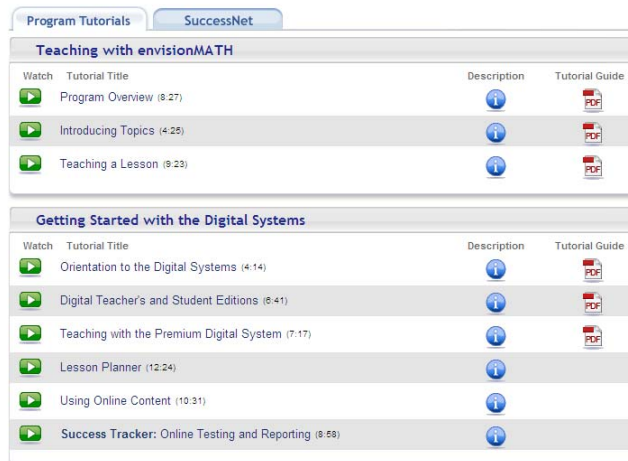 Program Tutorials SuccessNet
Teaching with envisionMATH
Watch Tutorial Title Description Tutorial Guide
Program Overview (8:27) PDF
Introducing Topics (4:25) PDF
Teaching a Lesson (9:23) PDF
Getting Started with the Digital Systems
Watch Tutorial Title Description Tutorial Guide
Orientation to the Digital Systems (4:14) PDF
Digital Teacher's and Student Editions (6:41) PDF
Teaching with the Premium Digital System (7:17) PDF
Lesson Planner (12:24)
Using Online Content (10:31)
Success Tracker: Online Testing and Reporting (8:58)